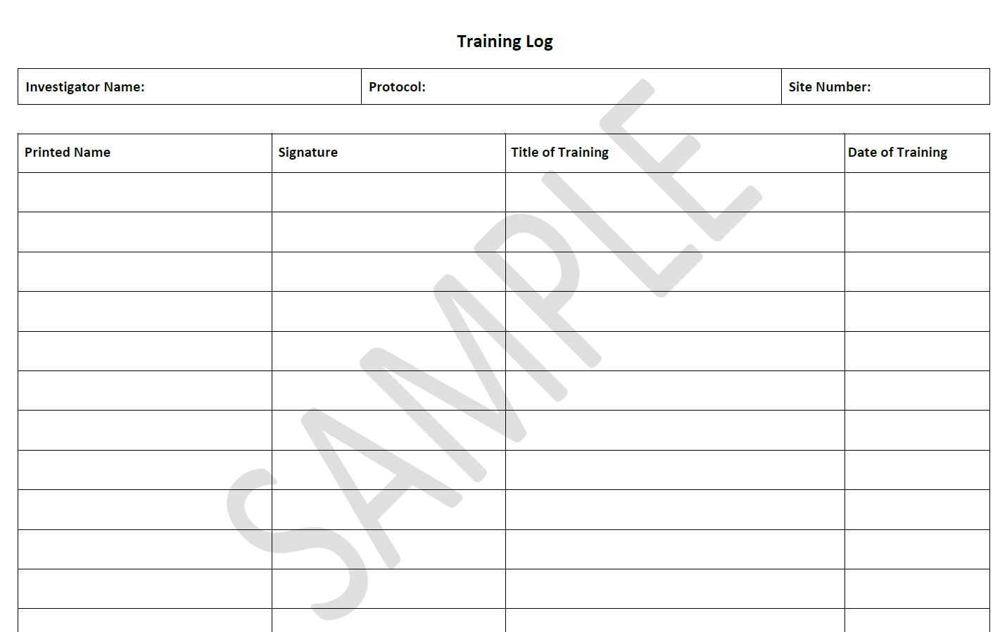 Training Log
Investigator Name: Protocol: Site Number:
Printed Name Signature Title of Training Date of Training
SAMPLE